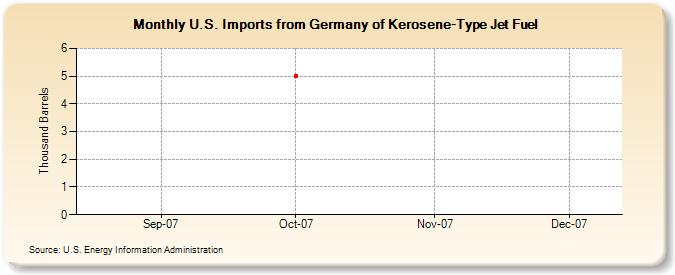 Monthly U.S. Imports from Germany of Kerosene-Type Jet Fuel
Thousand Barrels
6
5
4
3
2
1
0
Sep-07 Oct-07 Nov-07 Dec-07
Source: U.S. Energy Information Administration